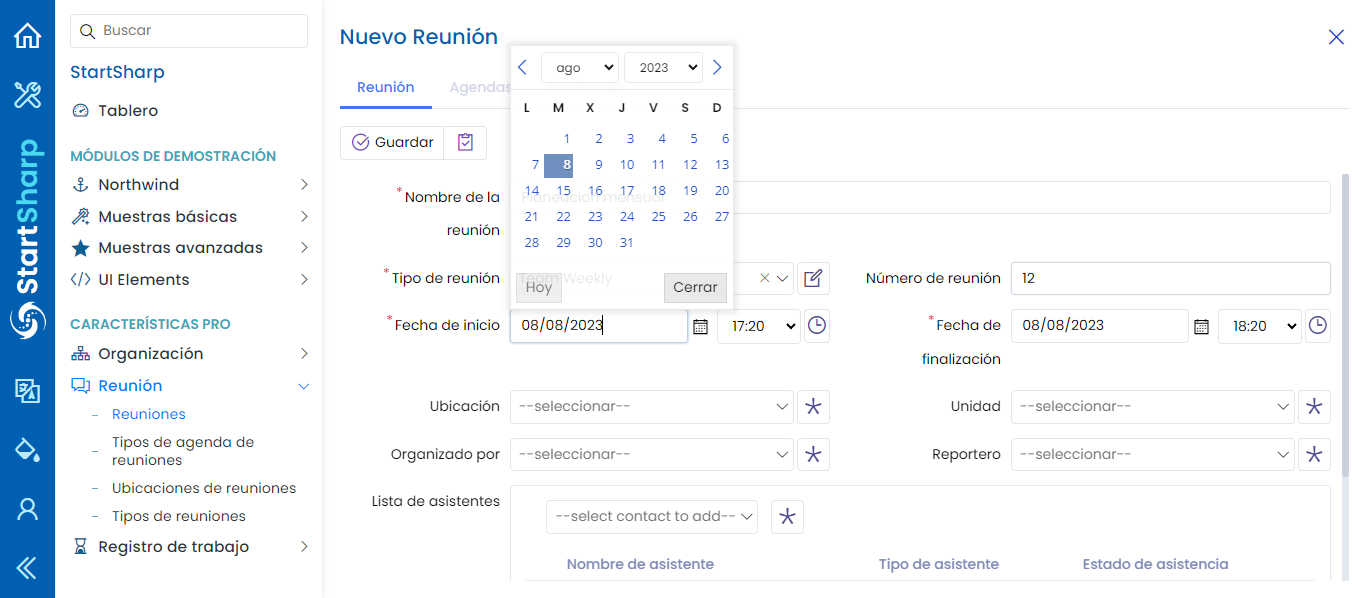 Buscar
StartSharp
Tablero
MÓDULOS DE DEMOSTRACIÓN
Northwind
Muestras básicas
Muestras avanzadas
UI Elements
CARACTERÍSTICAS PRO
Organización
Reunión
Reuniones
Tipos de agenda de
reuniones
Ubicaciones de reuniones
Tipos de reuniones
Registro de trabajo
StartSharp
Nuevo Reunión
Reunión Agendas
Guardar
ago 2023
L M X J V S D
1 2 3 4 5 6
7 8 9 10 11 12 13
14 15 16 17 18 19 20
21 22 23 24 25 26 27
28 29 30 31
Hoy Cerrar
*Nombre de la
reunión
Planeación mensual
*Tipo de reunión Team Weekly Número de reunión 12
*Fecha de inicio 08/08/2023 17:20 *Fecha de
finalización
08/08/2023 18:20
Ubicación --seleccionar-- Unidad --seleccionar--
Organizado por --seleccionar-- Reportero --seleccionar--
Lista de asistentes
--select contact to add--
Nombre de asistente Tipo de asistente Estado de asistencia